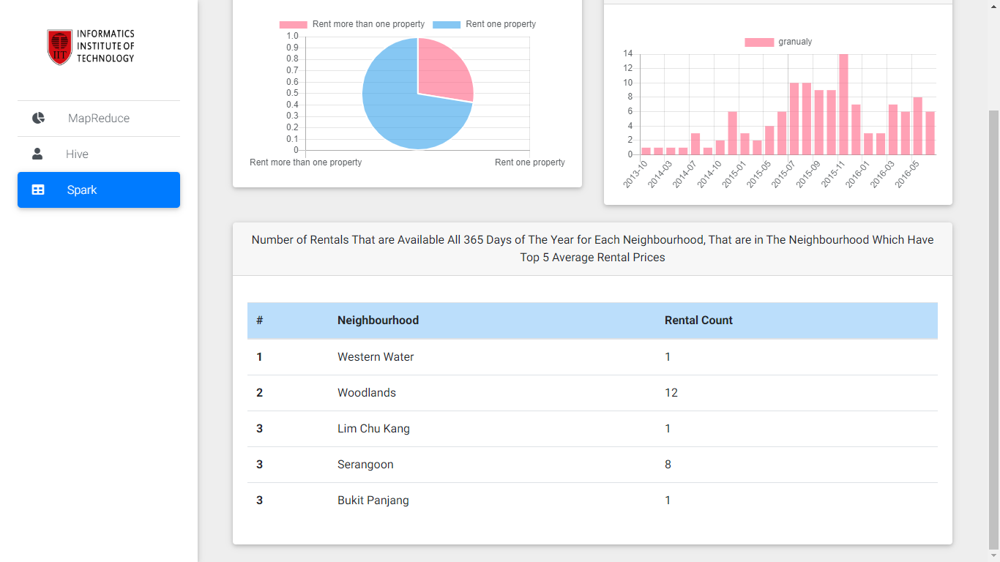 INFORMATICS
INSTITUTE OF
TECHNOLOGY
IIT
MapReduce
Hive
Spark
Rent more than one property Rent one property
1.0
0.9
0.8
0.7
0.6
0.5
0.4
0.3
0.2
0.1
0
Rent more than one property Rent one property
granualy
14
12
10
8
6
4
2
0
2013-10 2014-03 2014-07 2014-10 2015-01 2015-05 2015-07 2015-09 2015-11 2016-01 2016-03 2016-05
Number of Rentals That are Available All 365 Days of The Year for Each Neighbourhood, That are in The Neighbourhood Which Have
Top 5 Average Rental Prices
# Neighbourhood Rental Count
1 Western Water 1
2 Woodlands 12
3 Lim Chu Kang 1
3 Serangoon 8
3 Bukit Panjang 1